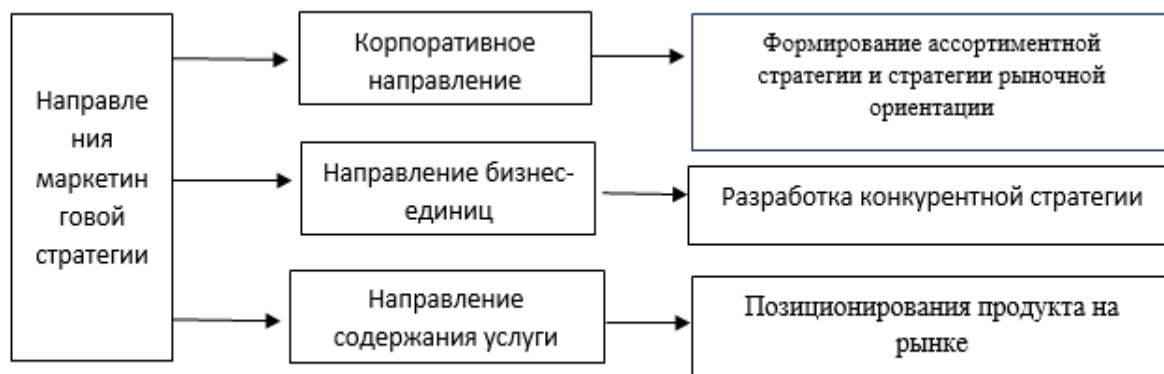 Направле
ния
маркетин
говой
стратегии
Корпоративное
направление
Формирование ассортиментной
стратегии и стратегии рыночной
ориентации
Направление бизнес-
единиц
Разработка конкурентной стратегии
Направление
содержания услуги
Позиционирования продукта на
рынке